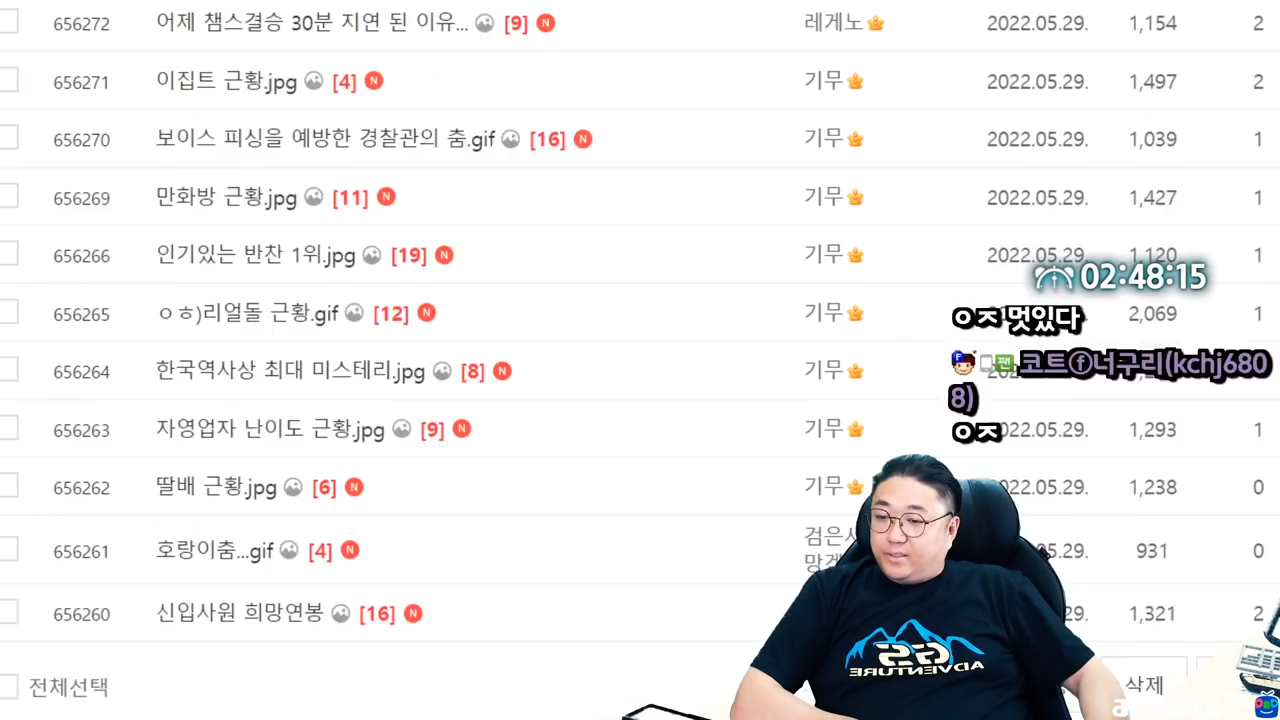 656272 어제 챔스결승 30분 지연 된 이유... [9] N 레게노 2022.05.29. 1,154 2
656271 이집트 근황.jpg [4] N 기무 2022.05.29. 1,497 2
656270 보이스 피싱을 예방한 경찰관의 춤.gif [16] N 기무 2022.05.29. 1,039 1
656269 만화방 근황.jpg [11] N 기무 2022.05.29. 1,427 1
656266 인기있는 반찬 1위.jpg [19] N 기무 2022.05.29. 1,120 1
02:48:15
656265 ㅇㅎ)리얼돌 근황.gif [12] N 기무 2,069 1
ㅇㅈ 멋있다
656264 한국역사상 최대 미스테리.jpg [8] N 기무
F 짼 코트ⓕ너구리(kchj680
8)
656263 자영업자 난이도 근황.jpg [9] N 기무 022.05.29. 1,293 1
ㅇㅈ
656262 딸배 근황.jpg [6] N 기무 022.05.29. 1,238 0
656261 호랑이춤...gif [4] N 검은 05.29. 931 0
656260 신입사원 희망연봉 [16] N 29. 1,321 2
GS
ADVENTURE
전체선택 삭제